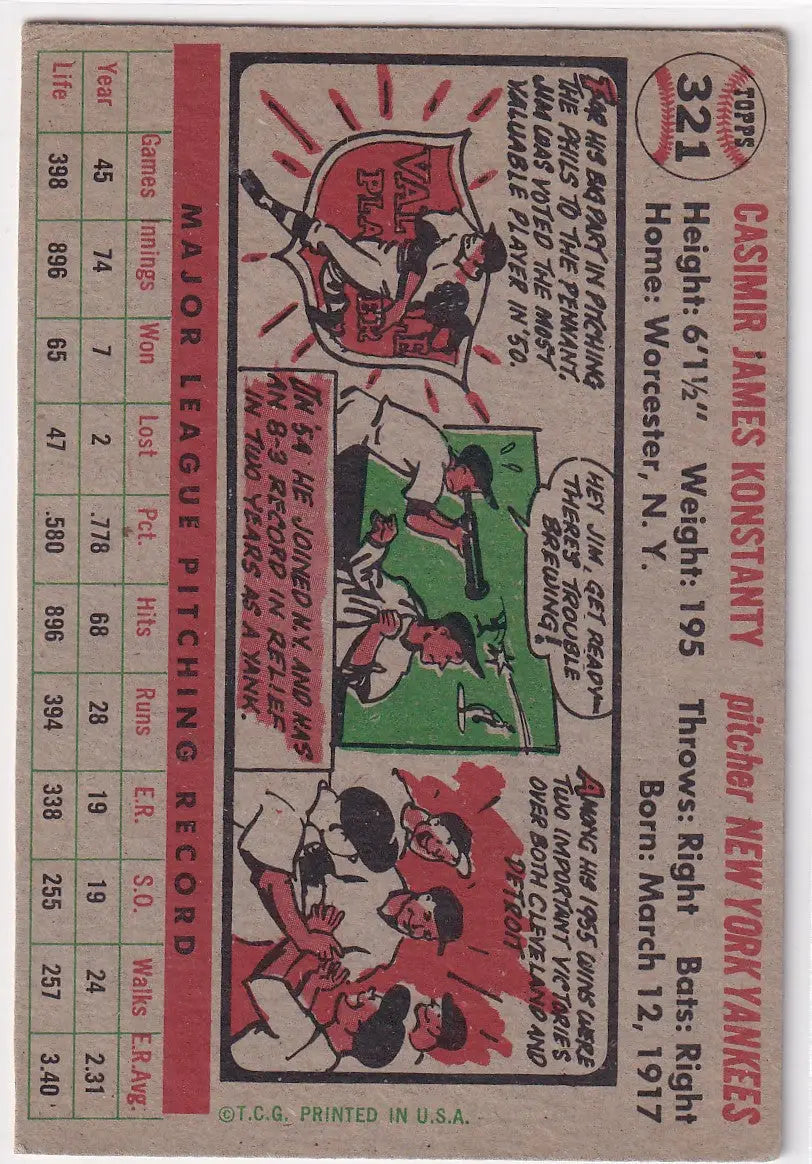 TOPPS
321
CASIMIR JAMES KONSTANTY pitcher NEW YORK YANKEES
Height: 6'1½" Weight: 195 Throws: Right Bats: Right
Home: Worcester, N. Y. Born: March 12, 1917
FOR HIS BIG PART IN PITCHING
THE PHILS TO THE PENNANT,
JIM WAS VOTED THE MOST
VALUABLE PLAYER IN '50.
VAL LE
PLA ER
HEY JIM, GET READY—
THERE'S TROUBLE
BREWING!
IN '54 HE JOINED N.Y. AND HAS
AN 8-3 RECORD IN RELIEF
IN TWO YEARS AS A YANK.
AMONG HIS 1955 WINS WERE
TWO IMPORTANT VICTORIES
OVER BOTH CLEVELAND AND
DETROIT.
©T.C.G. PRINTED IN U.S.A.
MAJOR LEAGUE PITCHING RECORD
Games Innings Won Lost Pct. Hits Runs E.R. S.O. Walks E.R.Avg.
Year 45 74 7 2 .778 68 28 19 19 24 2.31
Life 398 896 65 47 .580 896 394 338 255 257 3.40